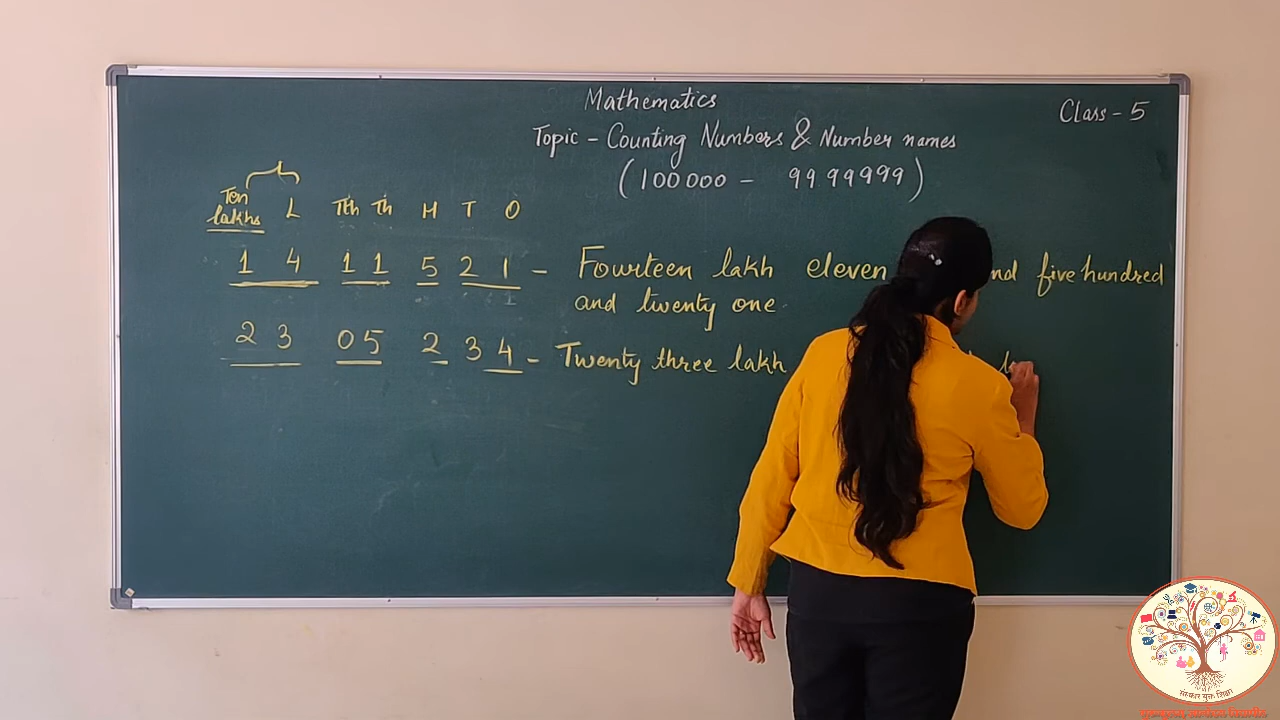 Mathematics
Class - 5
Topic - Counting Numbers & Number names
(100000 - 9999999)
Ten lakhs L Tth Th H T O
1 4 1 1 5 2 1 - Fourteen lakh eleven nd five hundred
and twenty one
2 3 0 5 2 3 4 - Twenty three lakh
संस्कार युक्त शिक्षा